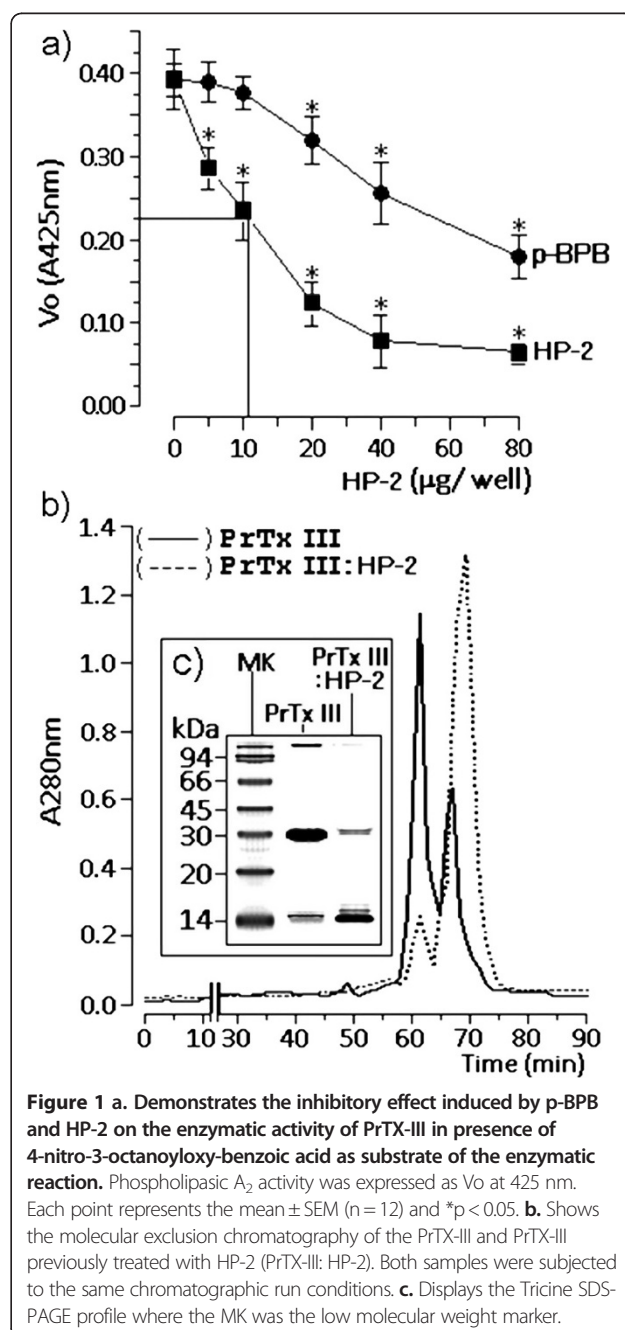 a)
0.40
0.30
0.20
0.10
0.00
Vo (A425nm)
* * * * *
* * *
p-BPB
HP-2
0 10 20 40 60 80
HP-2 (µg/ well)
b)
(——) PrTx III
(-----) PrTx III:HP-2
1.4
1.2
1.0
0.8
0.6
0.4
0.2
0.0
A280nm
c)
MK
PrTx III
:HP-2
PrTx III
kDa
94
66
45
30
20
14
0 10 30 40 50 60 70 80 90
Time (min)
Figure 1 a. Demonstrates the inhibitory effect induced by p-BPB
and HP-2 on the enzymatic activity of PrTX-III in presence of
4-nitro-3-octanoyloxy-benzoic acid as substrate of the enzymatic
reaction. Phospholipasic A₂ activity was expressed as Vo at 425 nm.
Each point represents the mean ± SEM (n = 12) and *p < 0.05. b. Shows
the molecular exclusion chromatography of the PrTX-III and PrTX-III
previously treated with HP-2 (PrTX-III: HP-2). Both samples were subjected
to the same chromatographic run conditions. c. Displays the Tricine SDS-
PAGE profile where the MK was the low molecular weight marker.